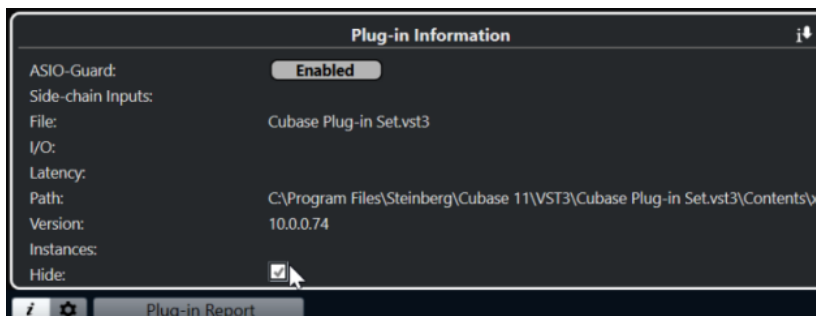 Plug-in Information
ASIO-Guard: Enabled
Side-chain Inputs:
File: Cubase Plug-in Set.vst3
I/O:
Latency:
Path: C:\Program Files\Steinberg\Cubase 11\VST3\Cubase Plug-in Set.vst3\Contents\
Version: 10.0.0.74
Instances:
Hide:
i Plug-in Report